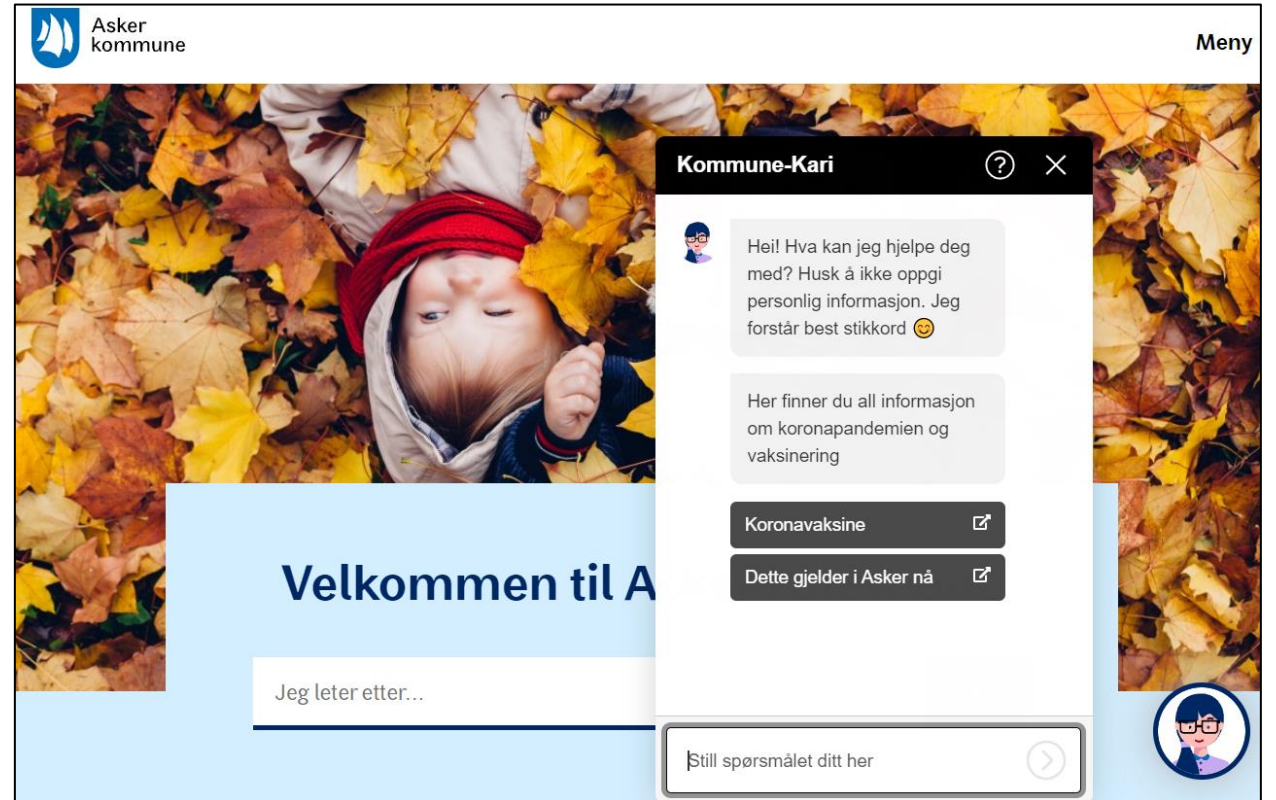 Asker
kommune
Meny
Kommune-Kari
?
Hei! Hva kan jeg hjelpe deg
med? Husk å ikke oppgi
personlig informasjon. Jeg
forstår best stikkord 😊
Her finner du all informasjon
om koronapandemien og
vaksinering
Koronavaksine
Dette gjelder i Asker nå
Velkommen til A
Jeg leter etter...
Still spørsmålet ditt her